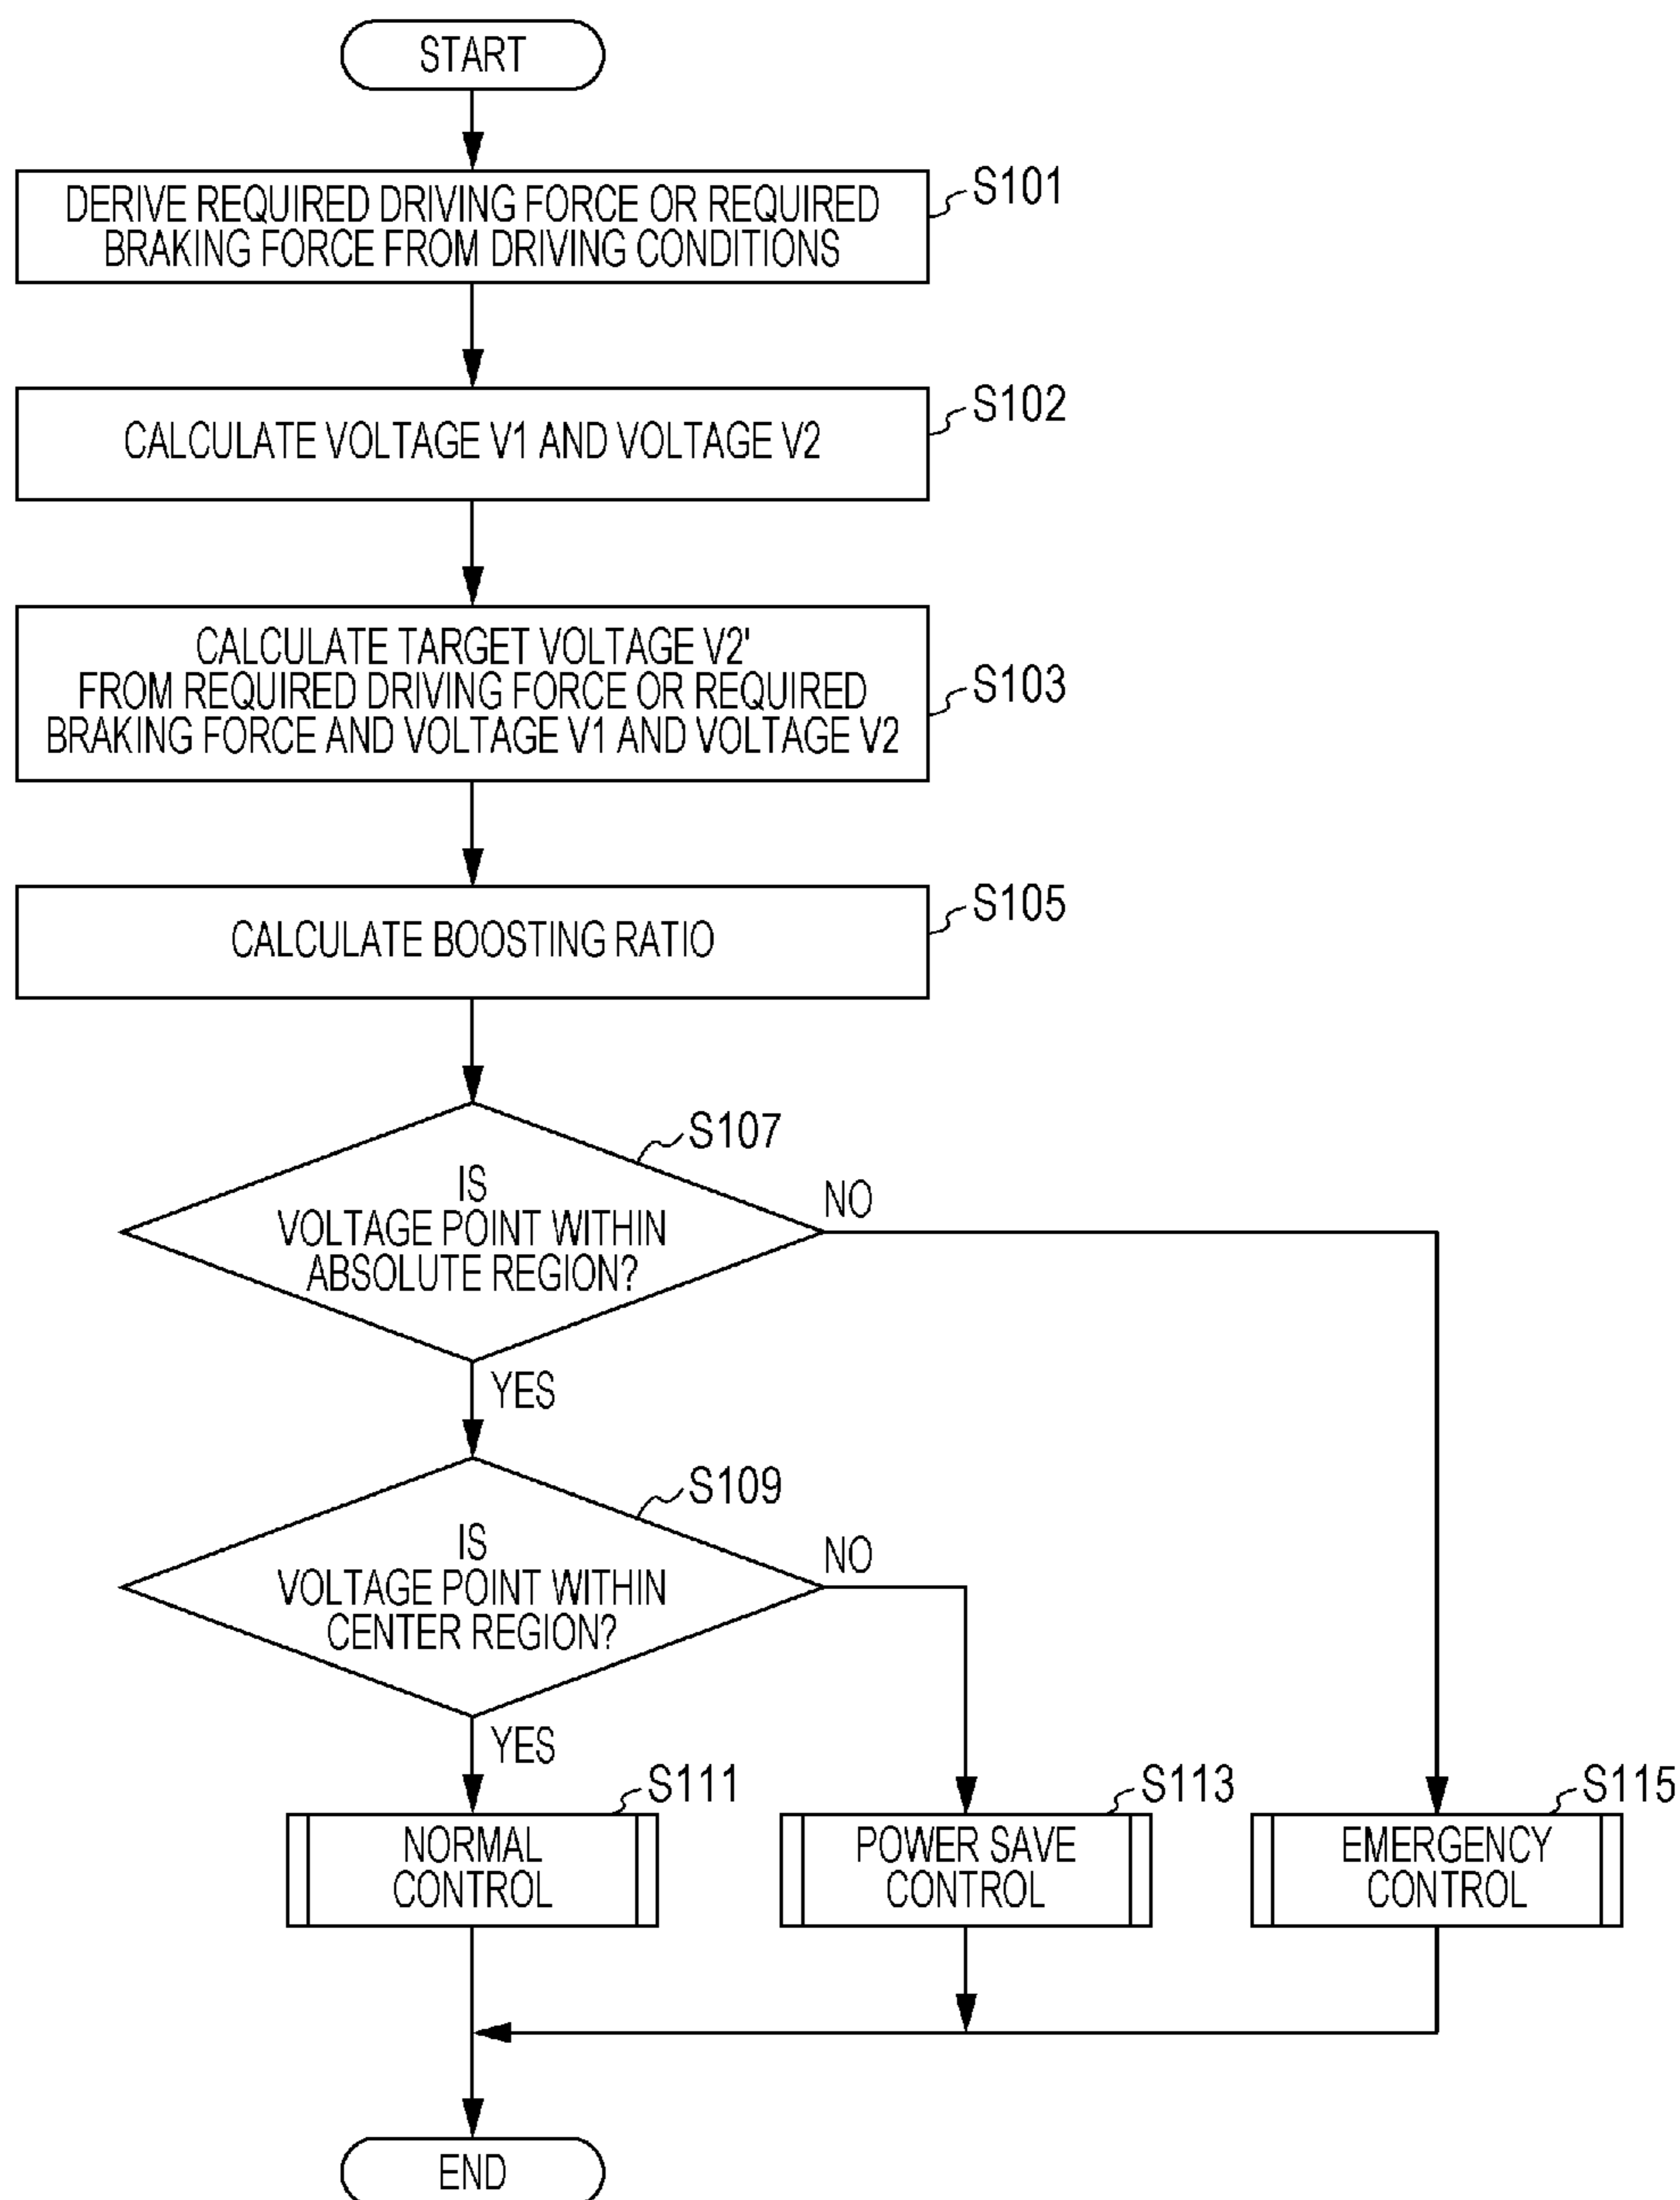 START
DERIVE REQUIRED DRIVING FORCE OR REQUIRED
BRAKING FORCE FROM DRIVING CONDITIONS
S101
CALCULATE VOLTAGE V1 AND VOLTAGE V2
S102
CALCULATE TARGET VOLTAGE V2'
FROM REQUIRED DRIVING FORCE OR REQUIRED
BRAKING FORCE AND VOLTAGE V1 AND VOLTAGE V2
S103
CALCULATE BOOSTING RATIO
S105
S107
IS
VOLTAGE POINT WITHIN
ABSOLUTE REGION?
NO
YES
S109
IS
VOLTAGE POINT WITHIN
CENTER REGION?
NO
YES
S111
NORMAL
CONTROL
S113
POWER SAVE
CONTROL
S115
EMERGENCY
CONTROL
END